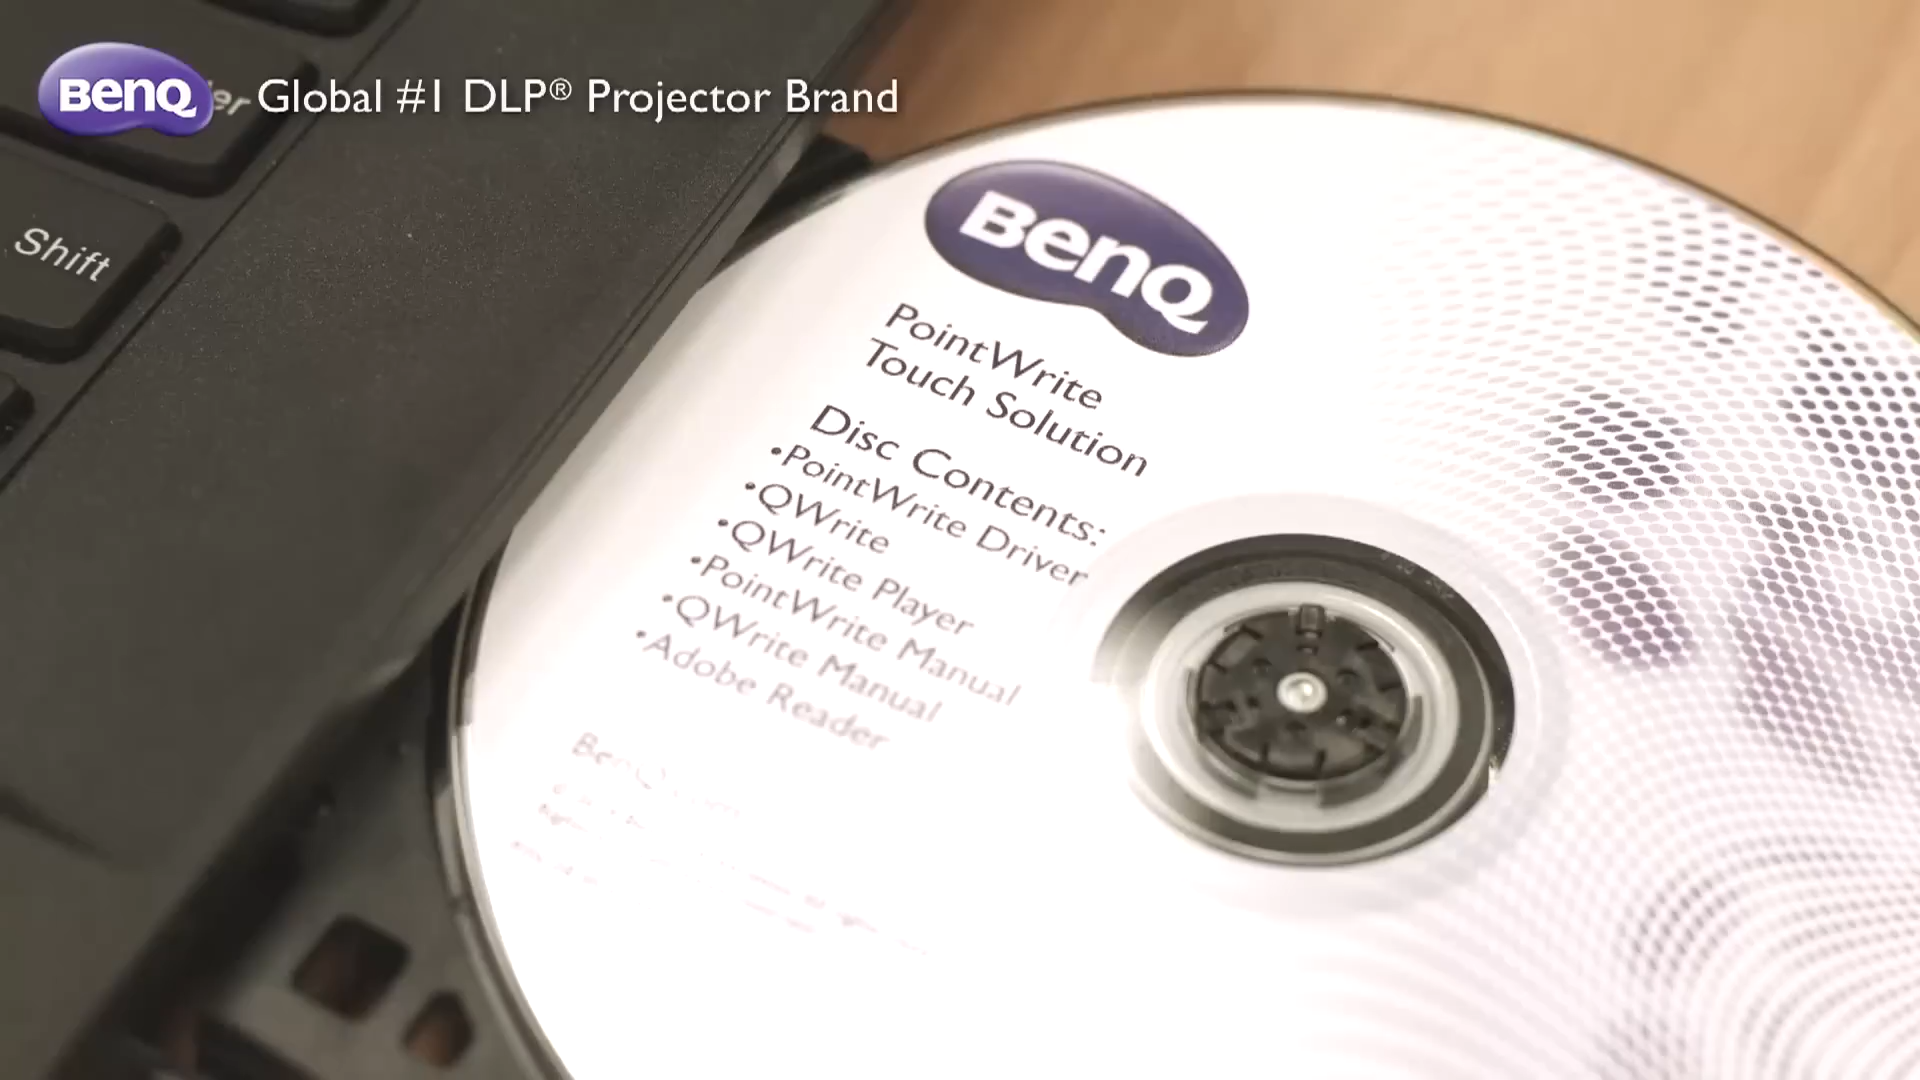 BenQ Global #1 DLP® Projector Brand
Shift
BenQ
PointWrite
Touch Solution
Disc Contents:
•PointWrite Driver
•QWrite
•QWrite Player
•PointWrite Manual
•QWrite Manual
•Adobe Reader
BenQ